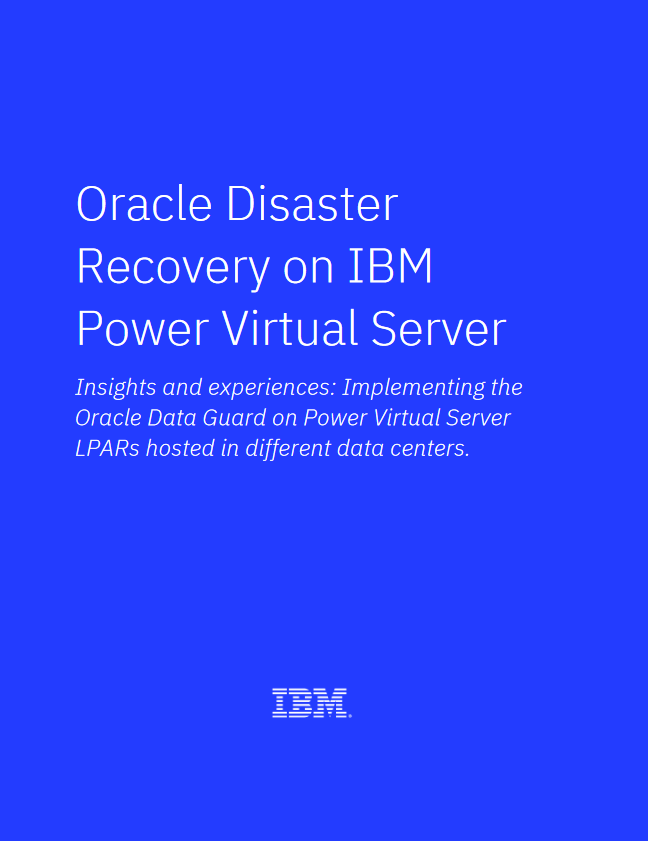 Oracle Disaster
Recovery on IBM
Power Virtual Server
Insights and experiences: Implementing the
Oracle Data Guard on Power Virtual Server
LPARs hosted in different data centers.
IBM®